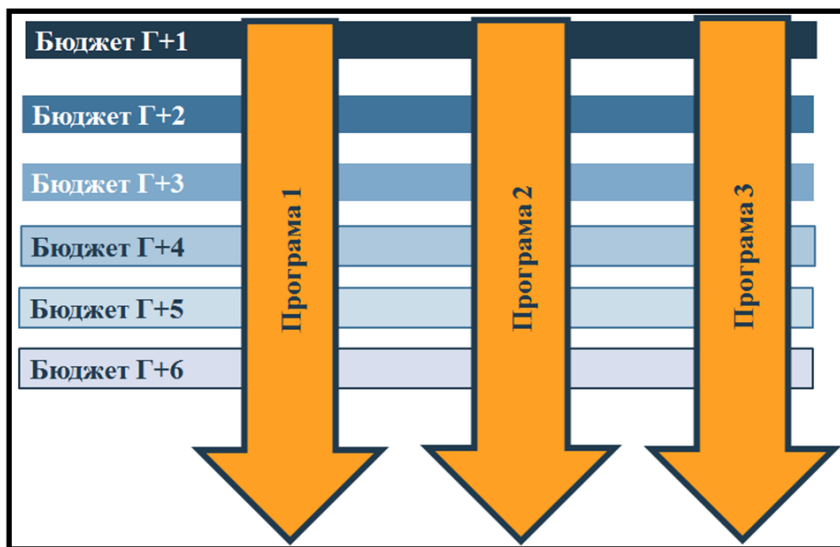 Бюджет Г+1
Бюджет Г+2
Бюджет Г+3
Бюджет Г+4
Бюджет Г+5
Бюджет Г+6
Програма 1
Програма 2
Програма 3